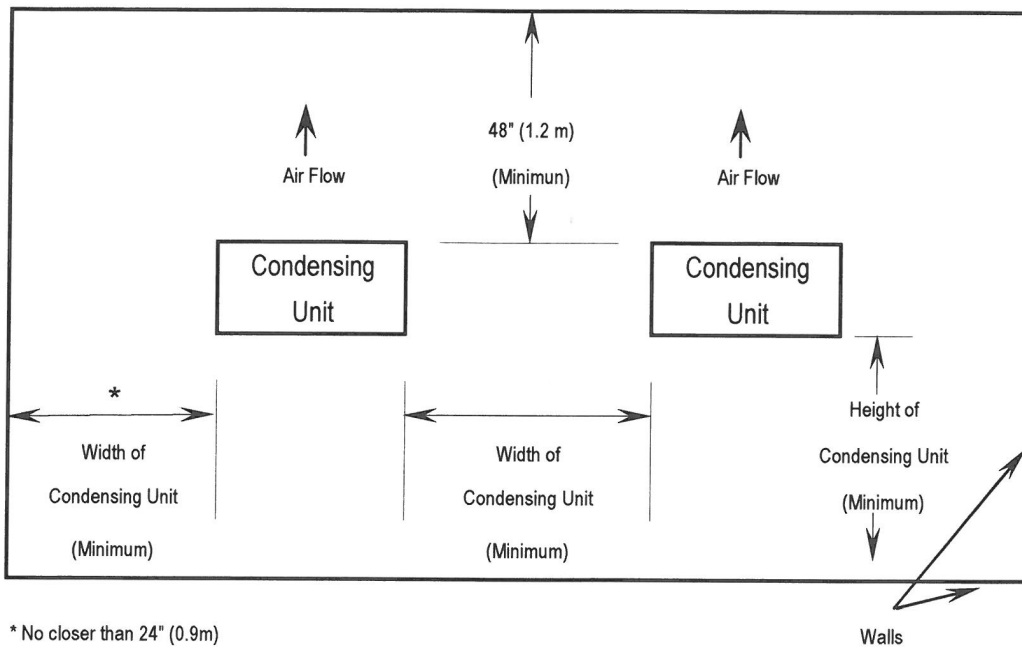 48" (1.2 m)
(Minimun)
Air Flow
Air Flow
Condensing
Unit
Condensing
Unit
*
Width of
Condensing Unit
(Minimum)
Width of
Condensing Unit
(Minimum)
Height of
Condensing Unit
(Minimum)
* No closer than 24" (0.9m)
Walls